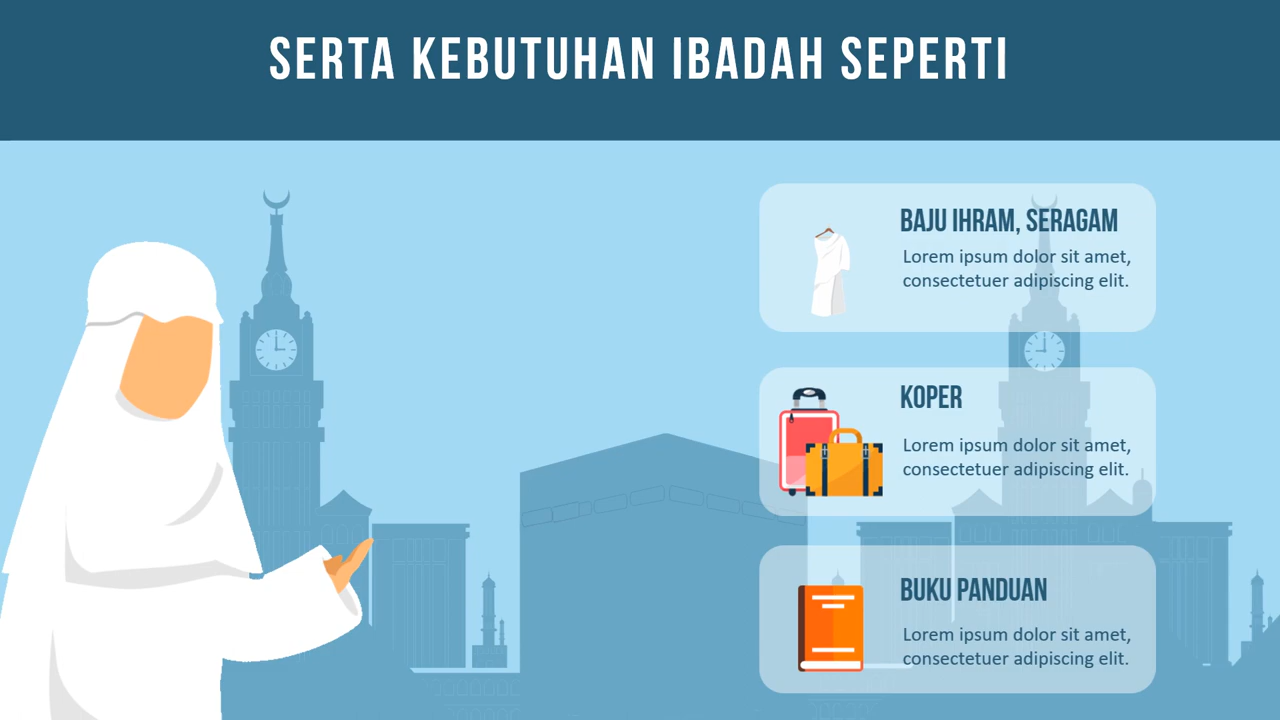 SERTA KEBUTUHAN IBADAH SEPERTI
BAJU IHRAM, SERAGAM
Lorem ipsum dolor sit amet,
consectetuer adipiscing elit.
KOPER
Lorem ipsum dolor sit amet,
consectetuer adipiscing elit.
BUKU PANDUAN
Lorem ipsum dolor sit amet,
consectetuer adipiscing elit.